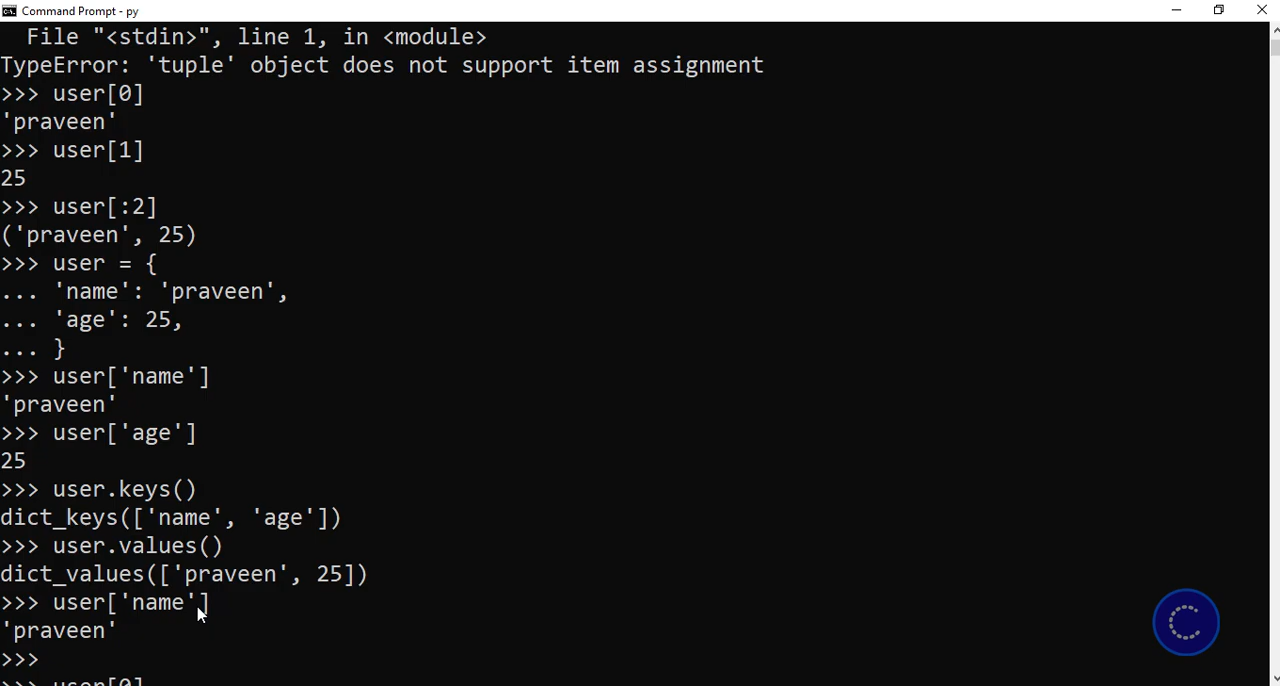 Command Prompt - py
File "<stdin>", line 1, in <module>
TypeError: 'tuple' object does not support item assignment
>>> user[0]
'praveen'
>>> user[1]
25
>>> user[:2]
('praveen', 25)
>>> user = {
... 'name': 'praveen',
... 'age': 25,
... }
>>> user['name']
'praveen'
>>> user['age']
25
>>> user.keys()
dict_keys(['name', 'age'])
>>> user.values()
dict_values(['praveen', 25])
>>> user['name']
'praveen'
>>>
>>> user[0]